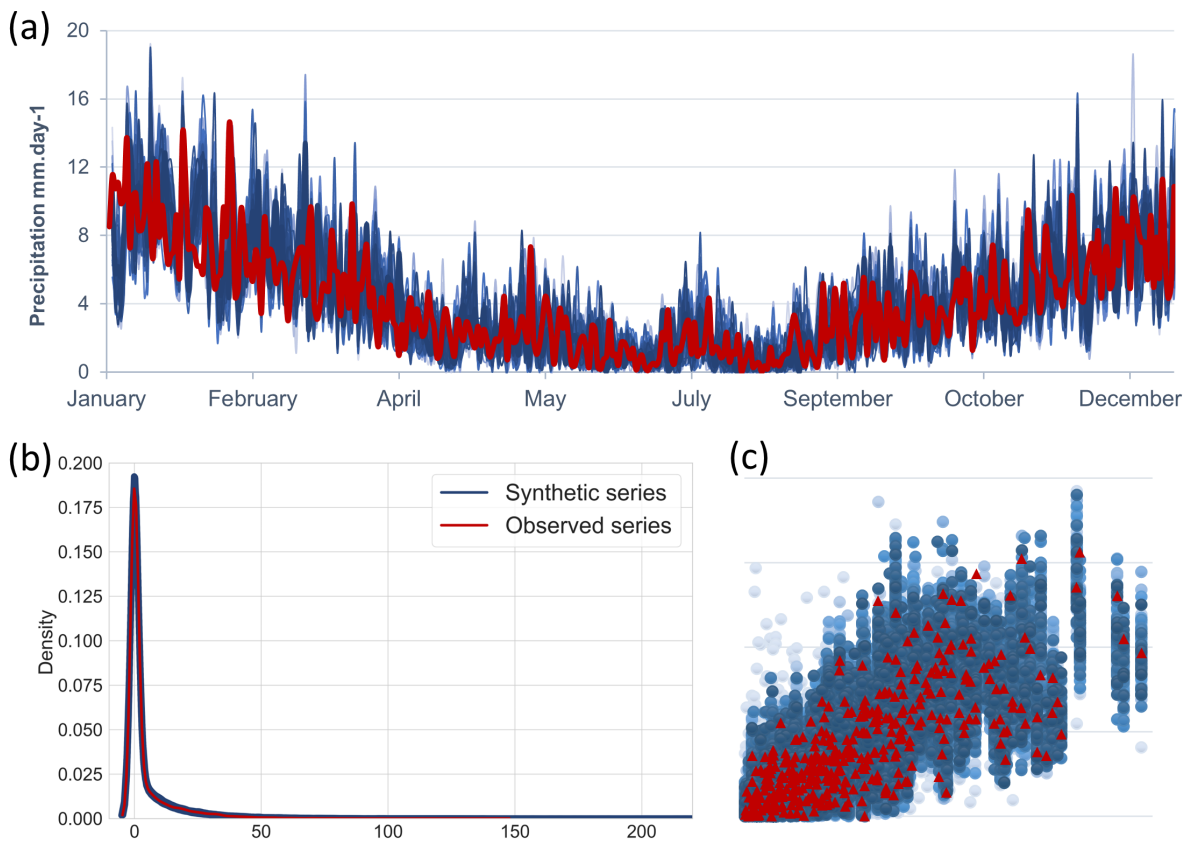 (a)
20
16
12
8
4
0
Precipitation mm.day-1
January February April May July September October December
(b)
0.200
0.175
0.150
0.125
0.100
0.075
0.050
0.025
0.000
Density
Synthetic series
Observed series
0 50 100 150 200
(c)